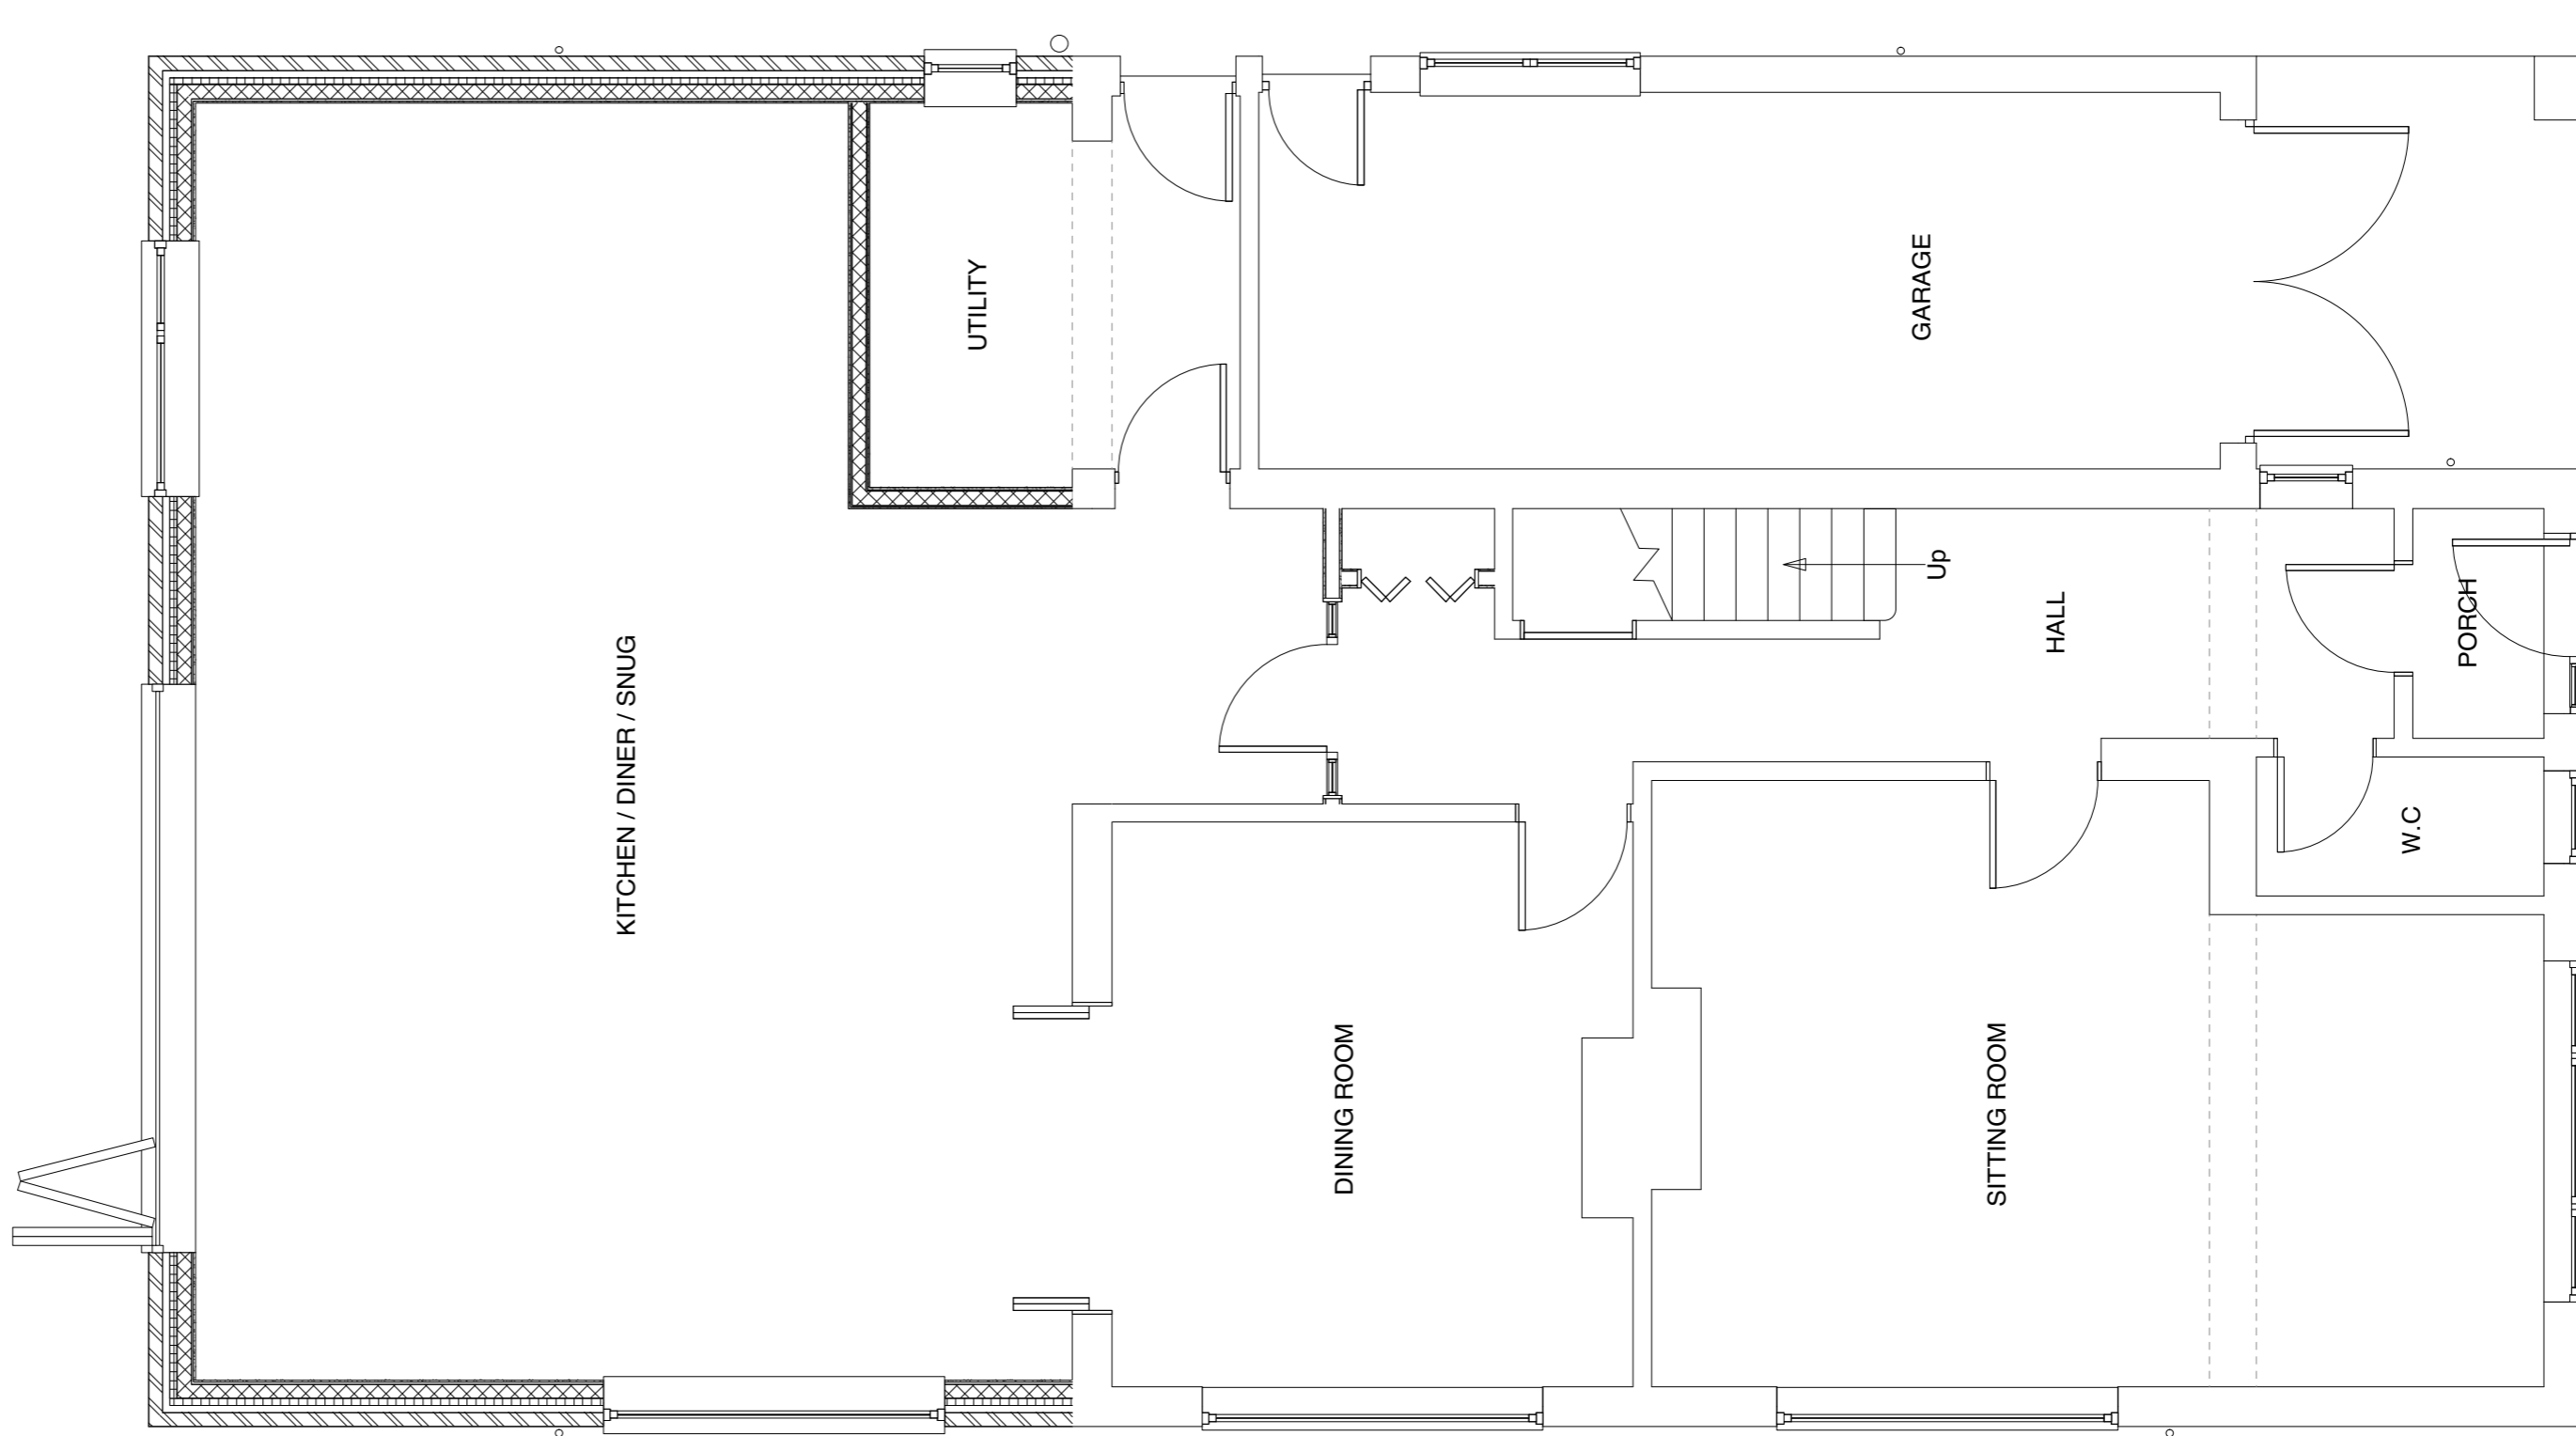 KITCHEN / DINER / SNUG
UTILITY
DINING ROOM
GARAGE
Up
SITTING ROOM
HALL
W.C
PORCH